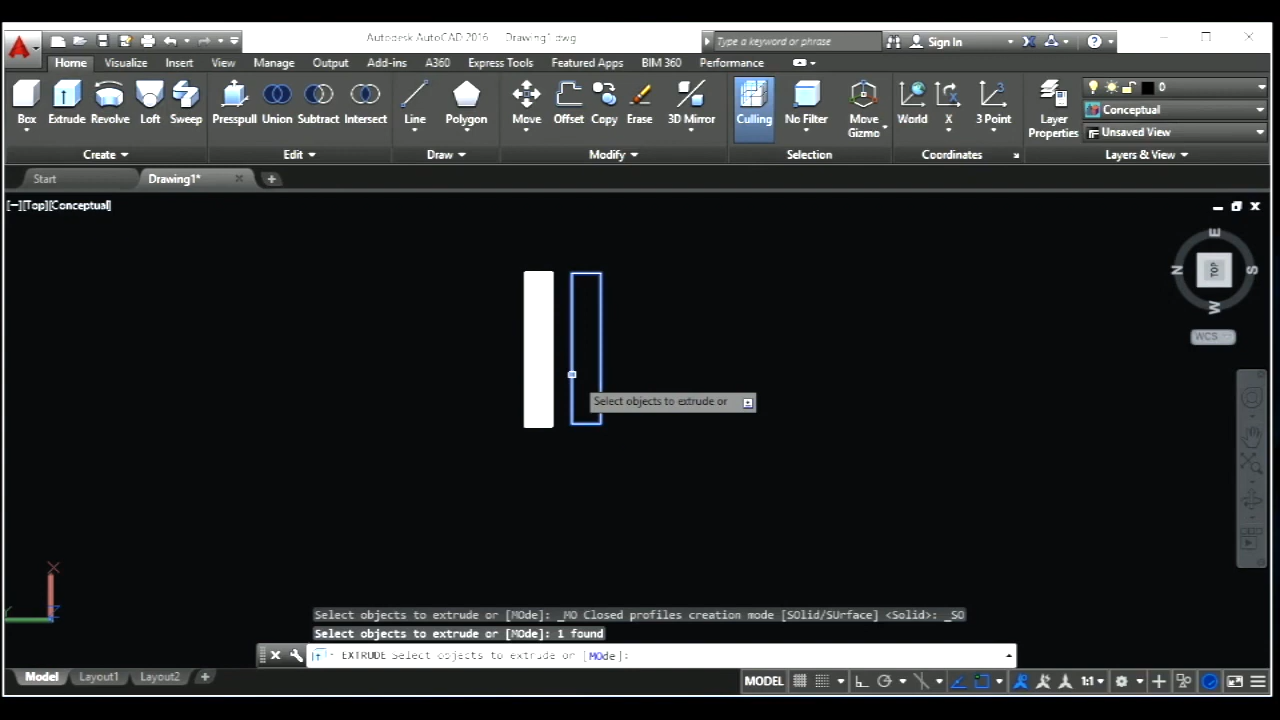 Autodesk AutoCAD 2016 Drawing1.dwg
Type a keyword or phrase
Sign In
Home Visualize Insert View Manage Output Add-ins A360 Express Tools Featured Apps BIM 360 Performance
Box Extrude Revolve Loft Sweep Presspull Union Subtract Intersect Line Polygon Move Offset Copy Erase 3D Mirror Culling No Filter Move Gizmo World X 3 Point Layer Properties
0
Conceptual
Unsaved View
Create Edit Draw Modify Selection Coordinates Layers & View
Start Drawing1* +
[−][Top][Conceptual]
E
N TOP S
W
WCS
Select objects to extrude or
X
Y Z
Select objects to extrude or [MOde]: _MO Closed profiles creation mode [SOlid/SUrface] <Solid>: _SO
Select objects to extrude or [MOde]: 1 found
EXTRUDE Select objects to extrude or [MOde]:
Model Layout1 Layout2 +
MODEL 1:1